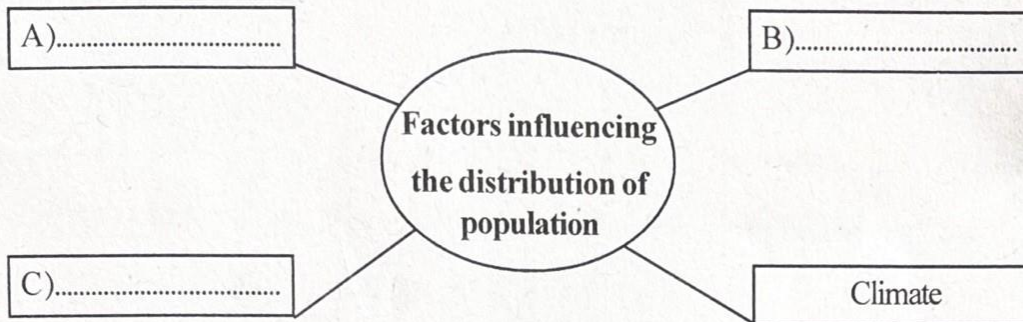 A)..................................
B)..................................
Factors influencing
the distribution of
population
C)..................................
Climate